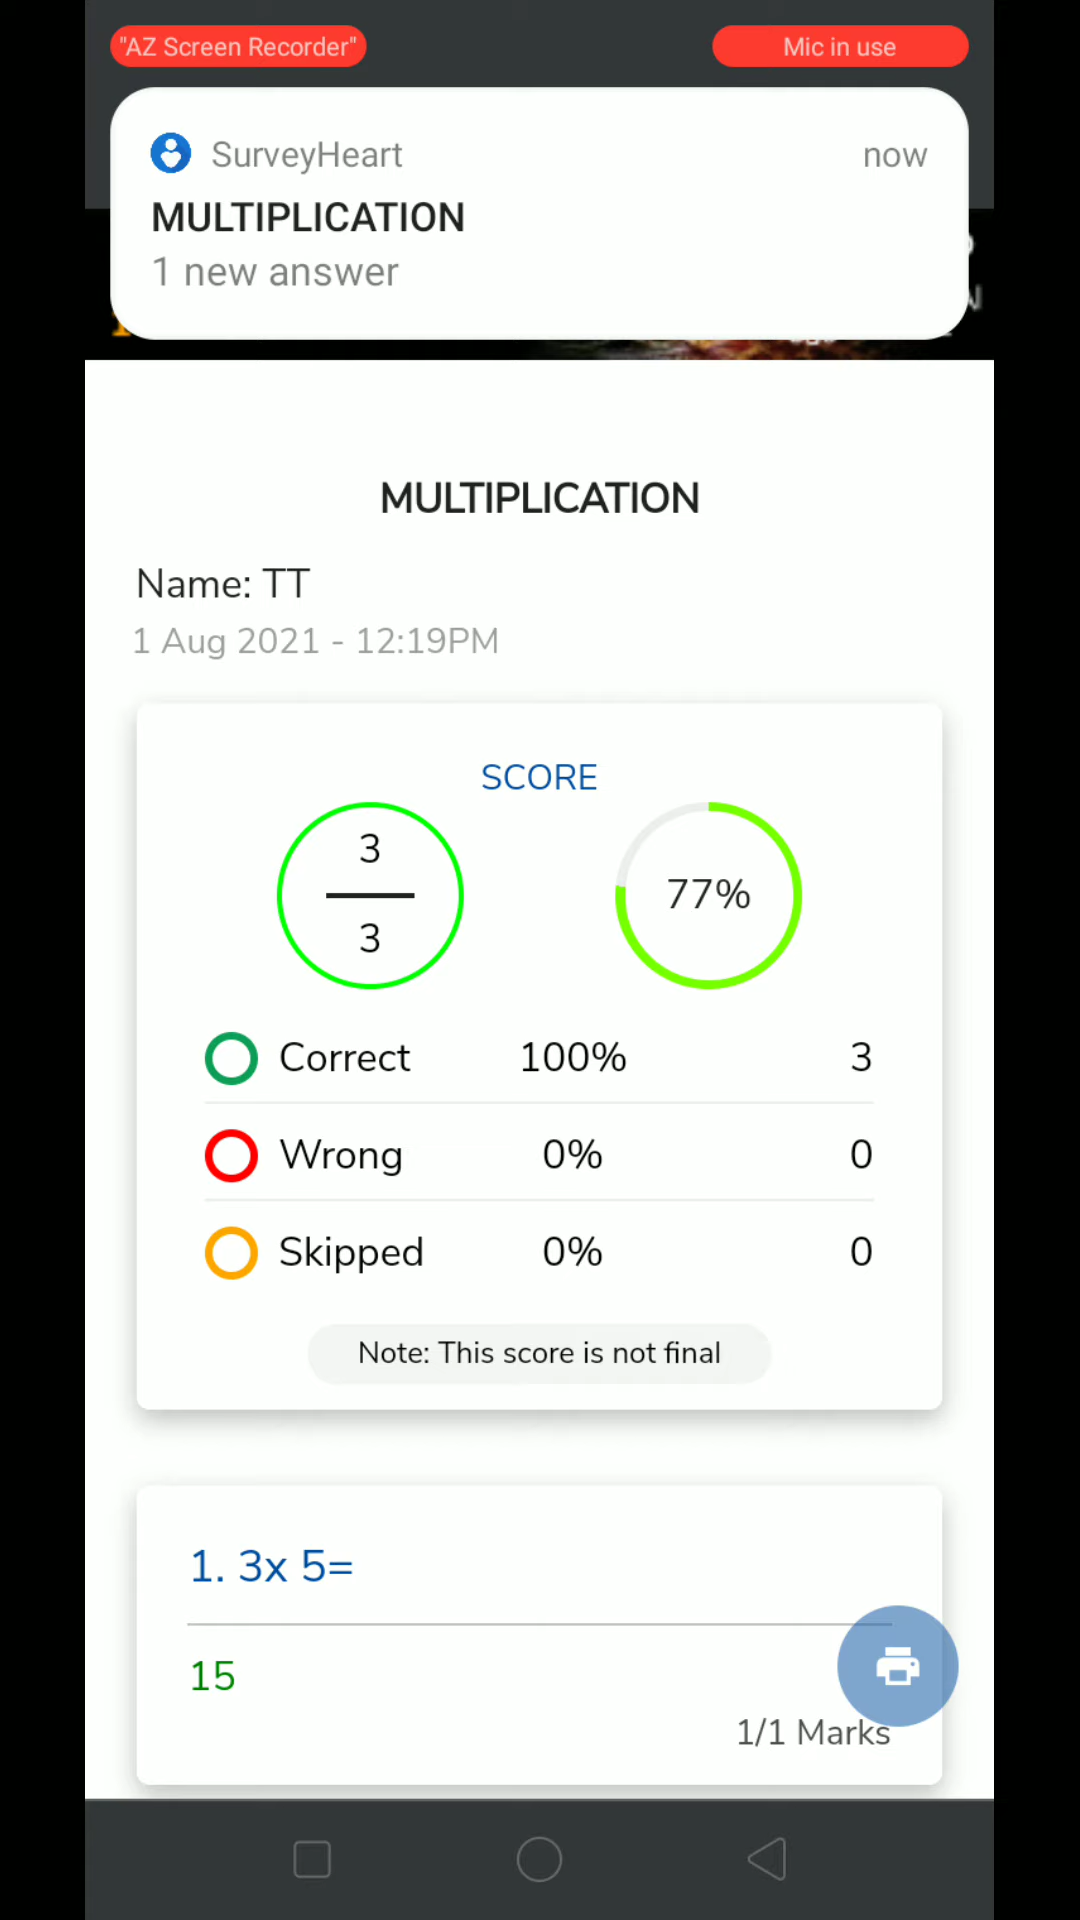 "AZ Screen Recorder"
Mic in use
SurveyHeart
now
MULTIPLICATION
1 new answer
MULTIPLICATION
Name: TT
1 Aug 2021 - 12:19PM
SCORE
3
3
77%
Correct 100% 3
Wrong 0% 0
Skipped 0% 0
Note: This score is not final
1. 3x 5=
15
1/1 Marks